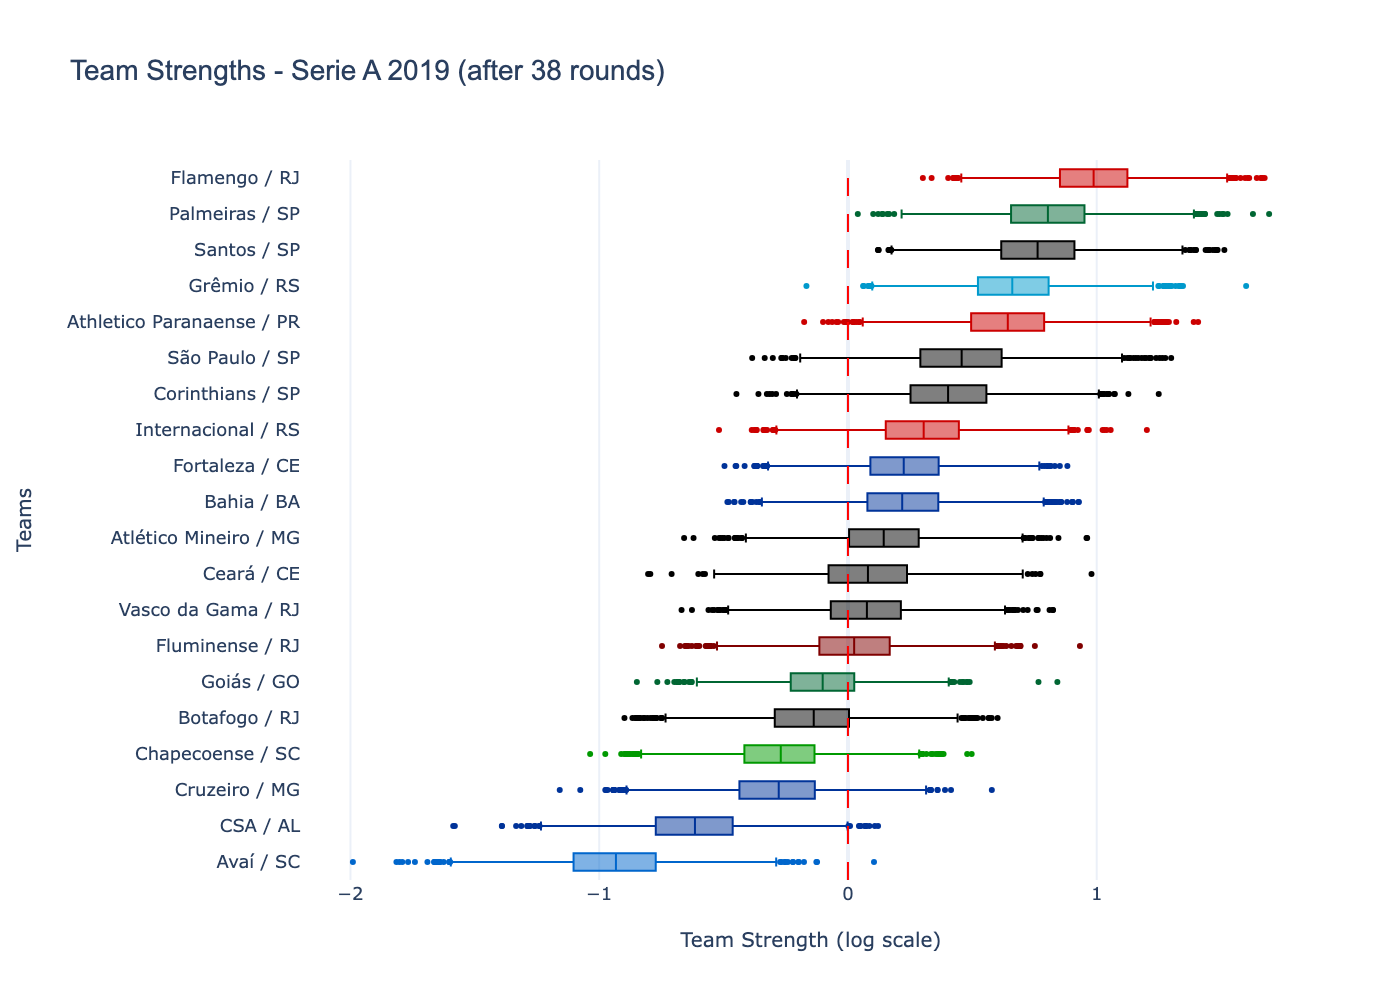 Team Strengths - Serie A 2019 (after 38 rounds)
Flamengo / RJ
Palmeiras / SP
Santos / SP
Grêmio / RS
Athletico Paranaense / PR
São Paulo / SP
Corinthians / SP
Internacional / RS
Fortaleza / CE
Bahia / BA
Atlético Mineiro / MG
Ceará / CE
Vasco da Gama / RJ
Fluminense / RJ
Goiás / GO
Botafogo / RJ
Chapecoense / SC
Cruzeiro / MG
CSA / AL
Avaí / SC
Teams
−2 −1 0 1
Team Strength (log scale)